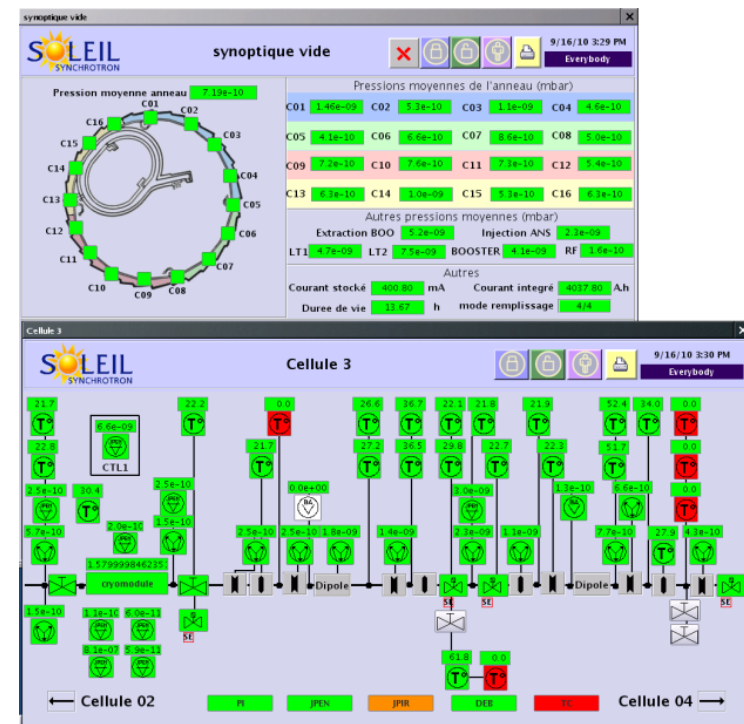 synoptique vide
SOLEIL
SYNCHROTRON
synoptique vide
9/16/10 3:29 PM
Everybody
Pression moyenne anneau 7.19e-10
C01
C02
C03
C04
C05
C06
C07
C08
C09
C10
C11
C12
C13
C14
C15
C16
Pressions moyennes de l'anneau (mbar)
C01 1.46e-09 C02 5.3e-10 C03 1.1e-09 C04 4.6e-10
C05 4.1e-10 C06 6.6e-10 C07 8.6e-10 C08 5.0e-10
C09 7.2e-10 C10 7.6e-10 C11 7.3e-10 C12 5.4e-10
C13 6.3e-10 C14 1.0e-09 C15 5.3e-10 C16 6.3e-10
Autres pressions moyennes (mbar)
Extraction BOO 5.2e-09 Injection ANS 2.3e-09
LT1 4.7e-09 LT2 7.5e-09 BOOSTER 4.1e-09 RF 1.6e-10
Autres
Courant stocké 400.80 mA Courant integré 4037.80 A.h
Duree de vie 13.67 h mode remplissage 4/4
Cellule 3
SOLEIL
SYNCHROTRON
Cellule 3
9/16/10 3:30 PM
Everybody
21.7 22.2 0.0 26.6 36.7 22.1 21.8 21.9 52.4 34.0 0.0
6.6e-09
CTL1
22.8 21.7 27.2 36.5 29.8 22.7 22.3 51.7 0.0
2.5e-10 30.4 2.5e-10 0.0e+00 3.0e-09 1.3e-10 6.6e-10 0.0
5.7e-10 2.0e-10 1.5e-10 2.5e-10 2.5e-10 1.8e-09 1.4e-09 2.3e-09 1.1e-09 7.7e-10 27.9 4.3e-10
1.579999846235
cryomodule
Dipole
Dipole
1.5e-10 1.1e-10 6.0e-11
SE
SE
SE
SE
8.1e-07 5.9e-11
61.8 0.0
Cellule 02
PI JPEN JPIR DEB TC
Cellule 04